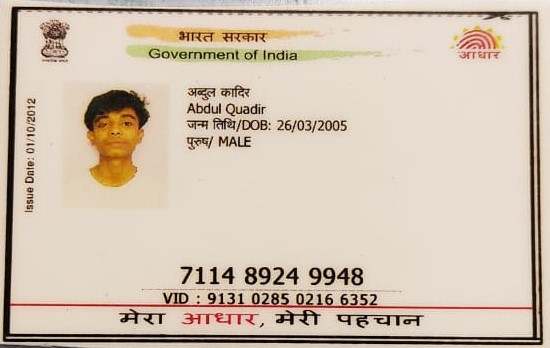 भारत सरकार
Government of India
आधार
Issue Date: 01/10/2012
अब्दुल कादिर
Abdul Quadir
जन्म तिथि/DOB: 26/03/2005
पुरुष/ MALE
7114 8924 9948
VID : 9131 0285 0216 6352
मेरा आधार, मेरी पहचान